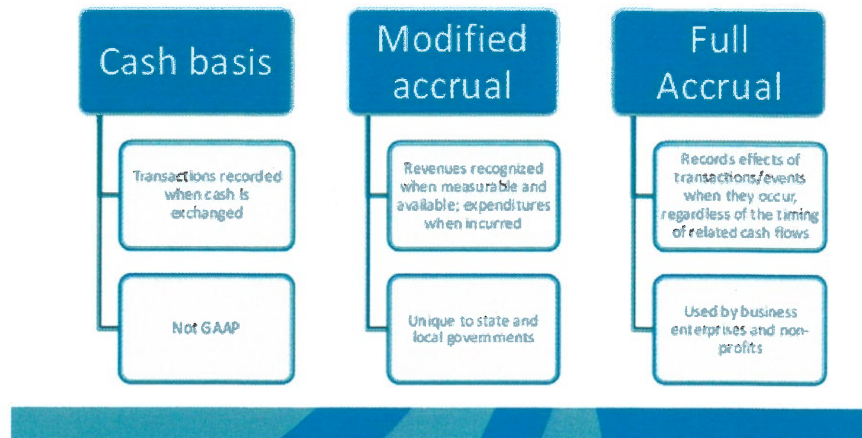 Cash basis
Transactions recorded
when cash is
exchanged
Not GAAP
Modified
accrual
Revenues recognized
when measurable and
available; expenditures
when incurred
Unique to state and
local governments
Full
Accrual
Records effects of
transactions/events
when they occur,
regardless of the timing
of related cash flows
Used by business
enterprises and non-
profits